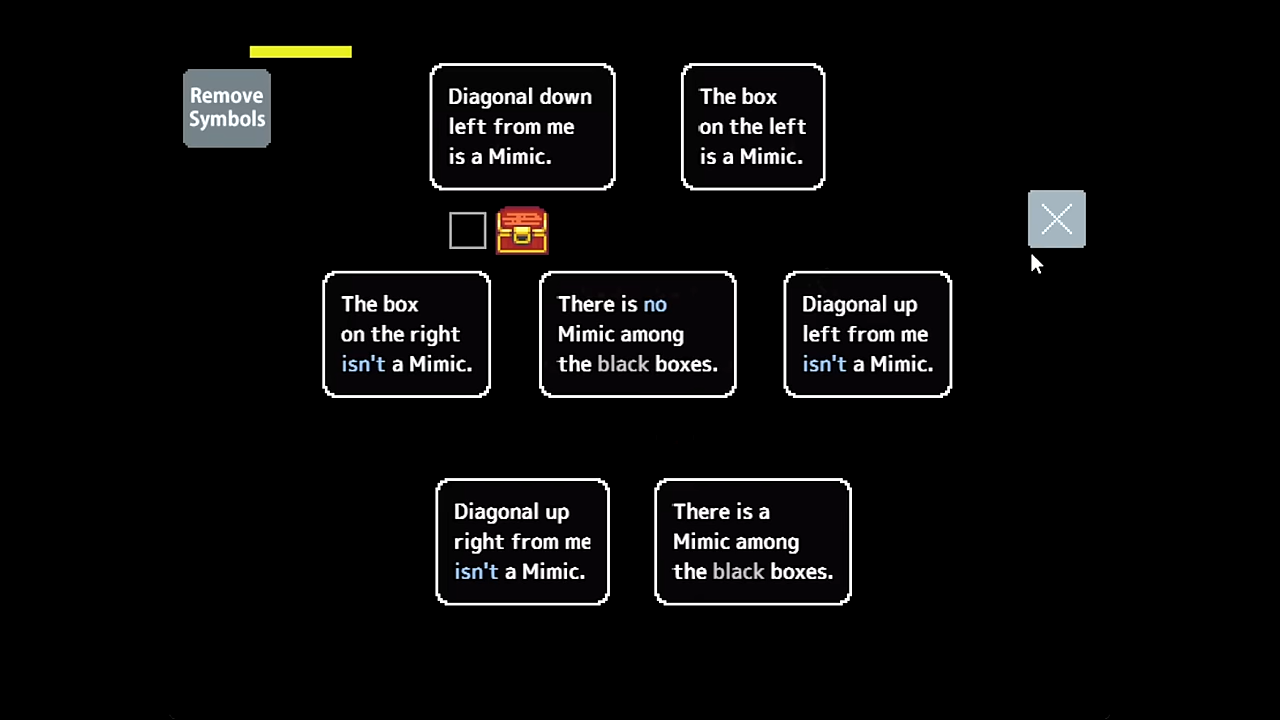 Remove
Symbols
Diagonal down
left from me
is a Mimic.
The box
on the left
is a Mimic.
The box
on the right
isn't a Mimic.
There is no
Mimic among
the black boxes.
Diagonal up
left from me
isn't a Mimic.
Diagonal up
right from me
isn't a Mimic.
There is a
Mimic among
the black boxes.